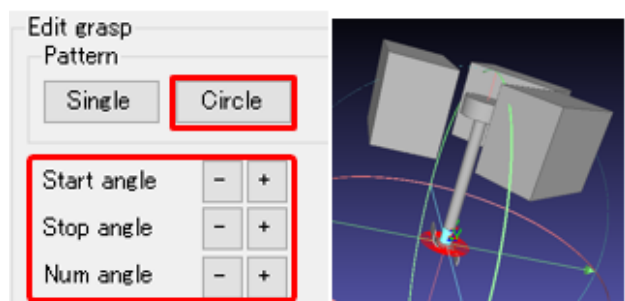 Edit grasp
Pattern
Single Circle
Start angle - +
Stop angle - +
Num angle - +